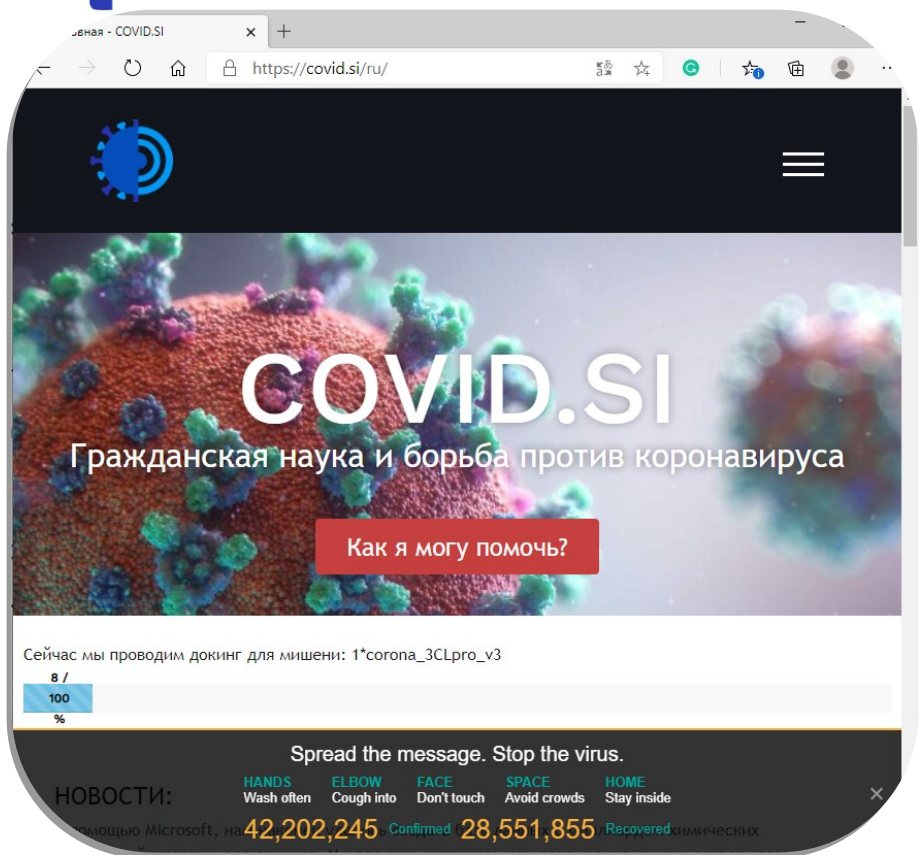 вная - COVID.SI
https://covid.si/ru/
COVID.SI
Гражданская наука и борьба против коронавируса
Как я могу помочь?
Сейчас мы проводим докинг для мишени: 1*corona_3CLpro_v3
8 /
100
%
Spread the message. Stop the virus.
HANDS ELBOW FACE SPACE HOME
Wash often Cough into Don't touch Avoid crowds Stay inside
НОВОСТИ:
42,202,245 Confirmed 28,551,855 Recovered
помощью Microsoft,